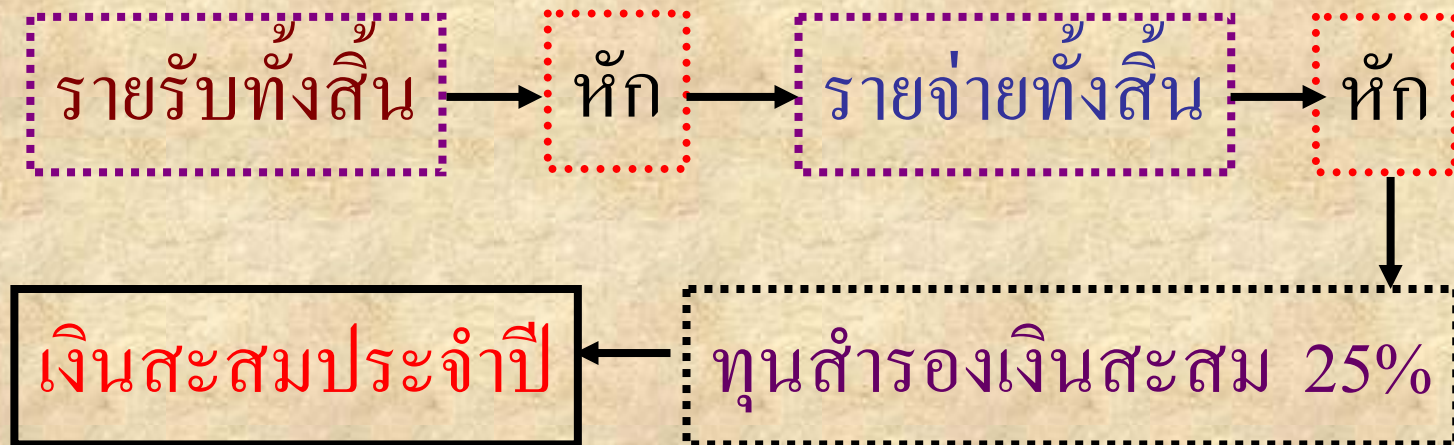 รายรับทั้งสิ้น หัก รายจ่ายทั้งสิ้น หัก
ทุนสำรองเงินสะสม 25%
เงินสะสมประจำปี